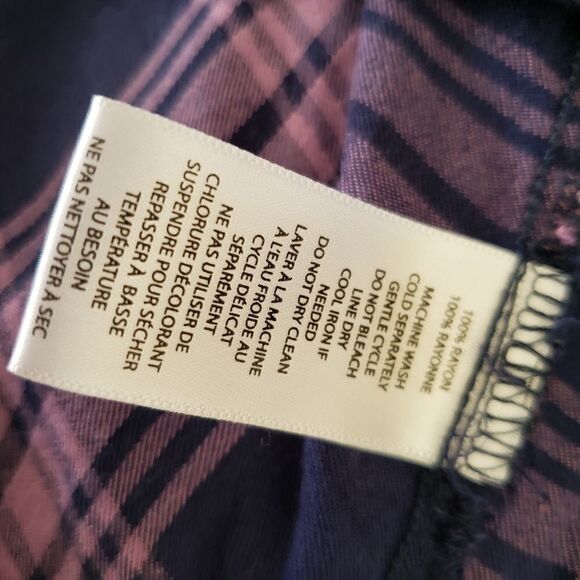 100% RAYON
100% RAYONNE
MACHINE WASH
COLD SEPARATELY
GENTLE CYCLE
DO NOT BLEACH
LINE DRY
COOL IRON IF
NEEDED
DO NOT DRY CLEAN
LAVER À LA MACHINE
À L'EAU FROIDE AU
CYCLE DÉLICAT
SÉPARÉMENT
NE PAS UTILISER DE
CHLORURE DÉCOLORANT
SUSPENDRE POUR SÉCHER
REPASSER À BASSE
TEMPÉRATURE
AU BESOIN
NE PAS NETTOYER À SEC